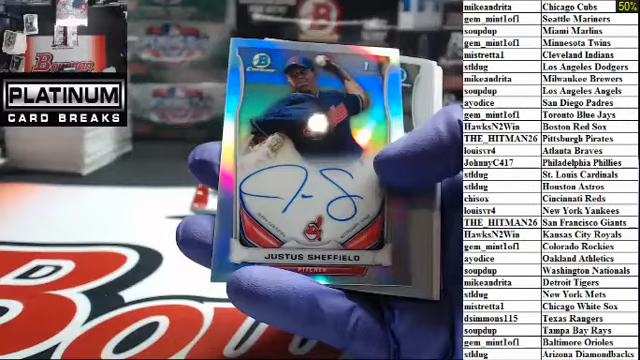 PLATINUM
CARD BREAKS
Bowman
Chrome
1st
JUSTUS SHEFFIELD
PITCHER
mikeandrita Chicago Cubs 50%
gem_mint1of1 Seattle Mariners
soupdup Miami Marlins
gem_mint1of1 Minnesota Twins
mistretta1 Cleveland Indians
stldug Los Angeles Dodgers
mikeandrita Milwaukee Brewers
soupdup Los Angeles Angels
ayodice San Diego Padres
gem_mint1of1 Toronto Blue Jays
HawksN2Win Boston Red Sox
THE_HITMAN26 Pittsburgh Pirates
louisvr4 Atlanta Braves
JohnnyC417 Philadelphia Phillies
stldug St. Louis Cardinals
stldug Houston Astros
chisox Cincinnati Reds
louisvr4 New York Yankees
THE_HITMAN26 San Francisco Giants
HawksN2Win Kansas City Royals
gem_mint1of1 Colorado Rockies
ayodice Oakland Athletics
soupdup Washington Nationals
mikeandrita Detroit Tigers
stldug New York Mets
mistretta1 Chicago White Sox
dsimmons115 Texas Rangers
soupdup Tampa Bay Rays
gem_mint1of1 Baltimore Orioles
stldug Arizona Diamondbacks